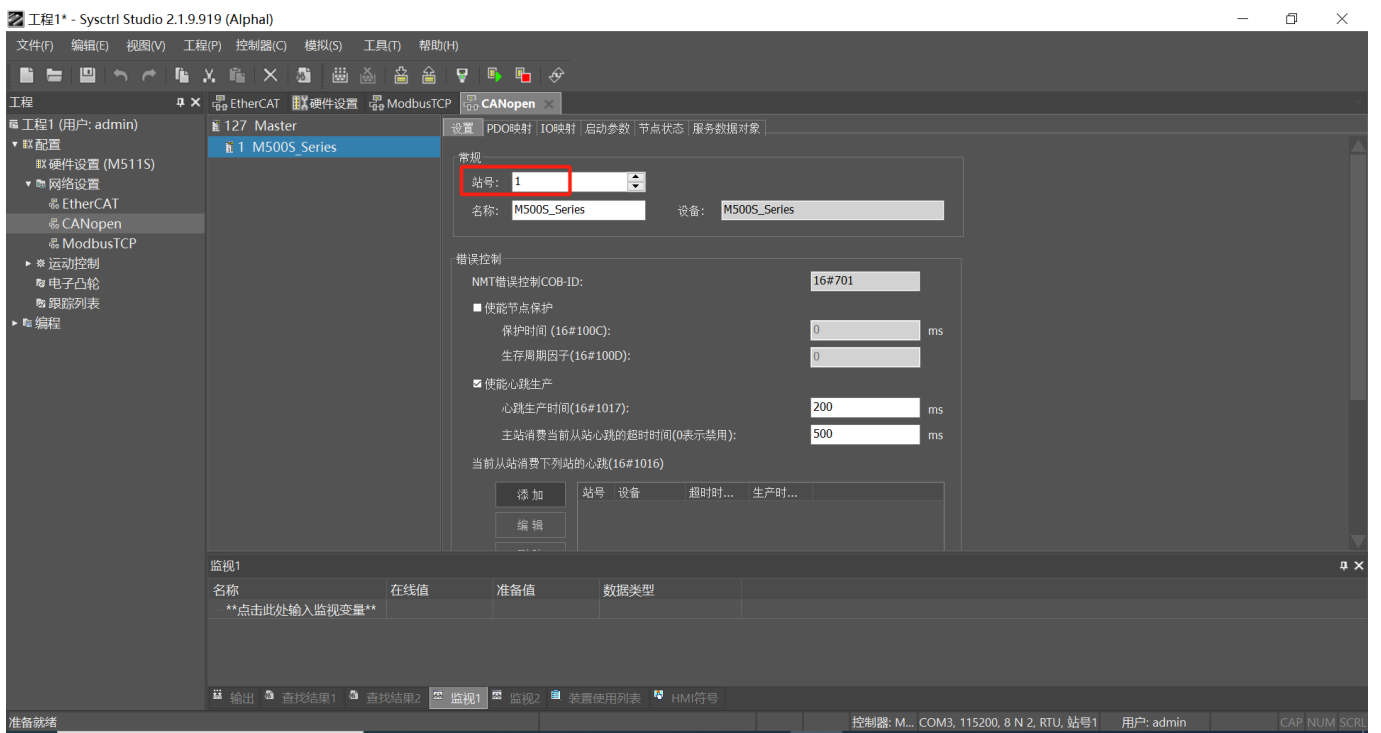 工程1* - Sysctrl Studio 2.1.9.919 (Alphal)
文件(F) 编辑(E) 视图(V) 工程(P) 控制器(C) 模拟(S) 工具(T) 帮助(H)
工程
EtherCAT 硬件设置 ModbusTCP CANopen
工程1 (用户: admin)
配置
硬件设置 (M511S)
网络设置
EtherCAT
CANopen
ModbusTCP
运动控制
电子凸轮
跟踪列表
编程
127 Master
1 M500S_Series
设置 PDO映射 IO映射 启动参数 节点状态 服务数据对象
常规
站号: 1
名称: M500S_Series 设备: M500S_Series
错误控制
NMT错误控制COB-ID: 16#701
使能节点保护
保护时间 (16#100C): 0 ms
生存周期因子(16#100D): 0
使能心跳生产
心跳生产时间(16#1017): 200 ms
主站消费当前从站心跳的超时时间(0表示禁用): 500 ms
当前从站消费下列站的心跳(16#1016)
添加 站号 设备 超时时... 生产时...
编辑
监视1
名称 在线值 准备值 数据类型
**点击此处输入监视变量**
输出 查找结果1 查找结果2 监视1 监视2 装置使用列表 HMI符号
准备就绪 控制器: M... COM3, 115200, 8 N 2, RTU, 站号1 用户: admin CAP NUM SCRL